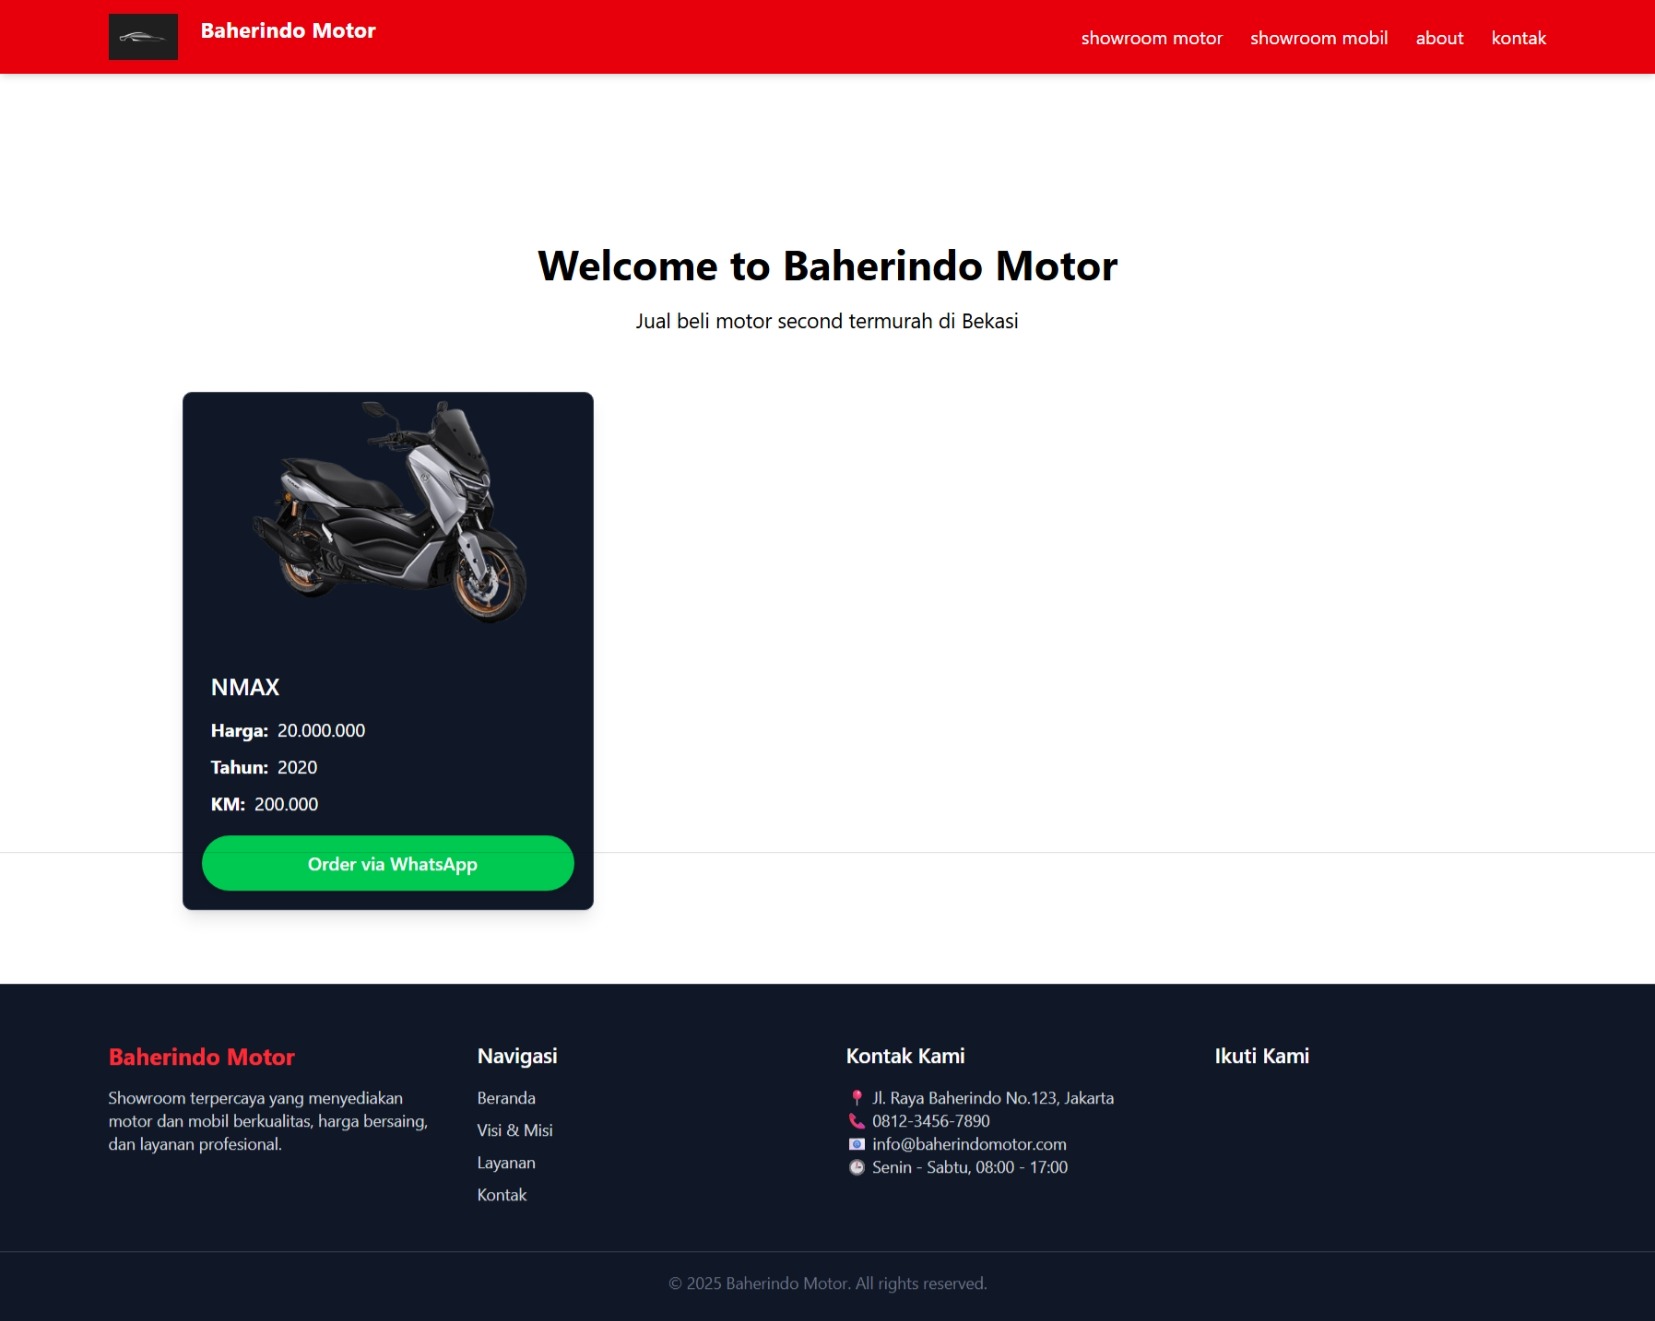 Baherindo Motor
showroom motor showroom mobil about kontak
Welcome to Baherindo Motor
Jual beli motor second termurah di Bekasi
NMAX
Harga: 20.000.000
Tahun: 2020
KM: 200.000
Order via WhatsApp
Baherindo Motor
Showroom terpercaya yang menyediakan
motor dan mobil berkualitas, harga bersaing,
dan layanan profesional.
Navigasi
Beranda
Visi & Misi
Layanan
Kontak
Kontak Kami
📍 Jl. Raya Baherindo No.123, Jakarta
📞 0812-3456-7890
📧 info@baherindomotor.com
🕒 Senin - Sabtu, 08:00 - 17:00
Ikuti Kami
© 2025 Baherindo Motor. All rights reserved.